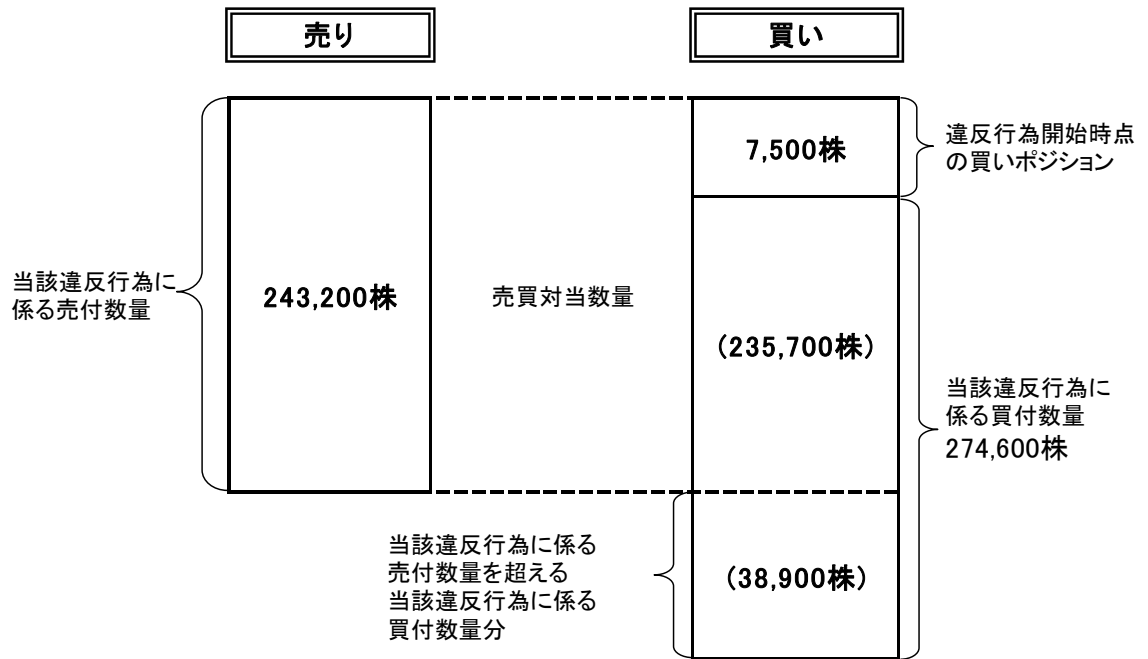 売り
買い
7,500株
違反行為開始時点
の買いポジション
当該違反行為に
係る売付数量
243,200株
売買対当数量
(235,700株)
当該違反行為に
係る買付数量
274,600株
当該違反行為に係る
売付数量を超える
当該違反行為に係る
買付数量分
(38,900株)